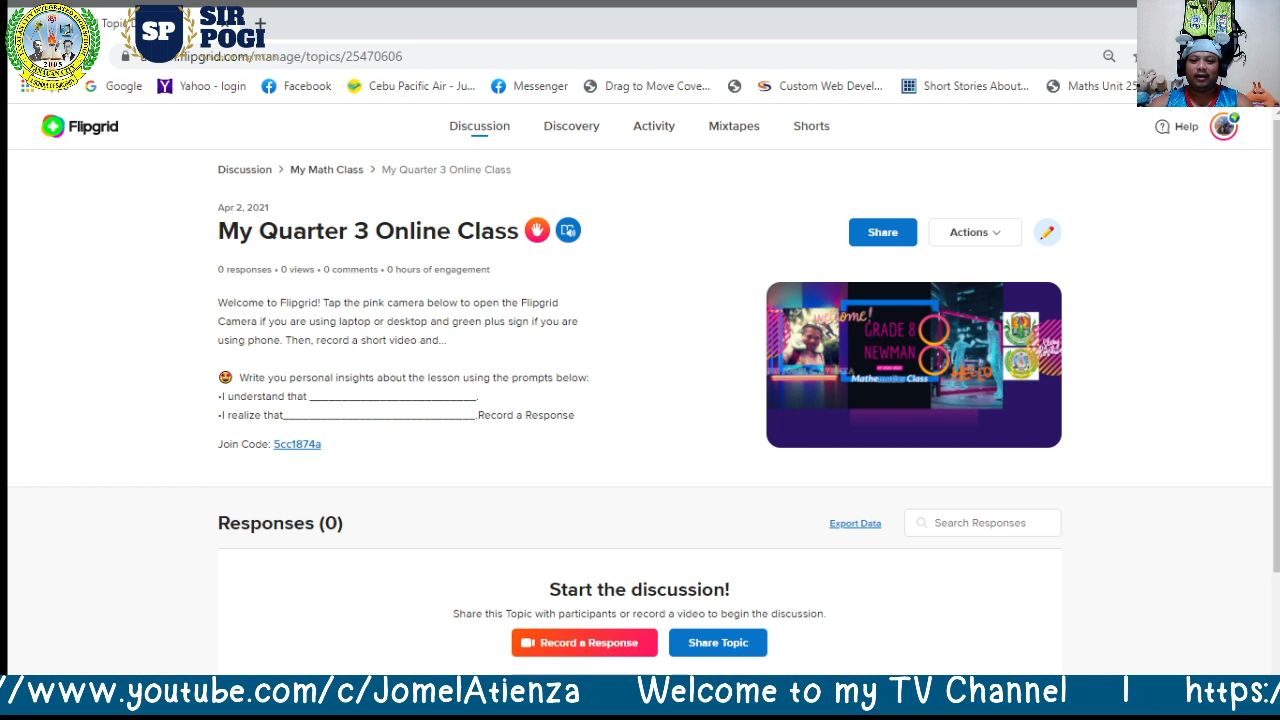 Topic
SP
SIR
POGI
2005
flipgrid.com/manage/topics/25470606
Google
Yahoo - login
Facebook
Cebu Pacific Air - Ju...
Messenger
Drag to Move Cove...
Custom Web Devel...
Short Stories About...
Maths Unit 25
Flipgrid
Discussion
Discovery
Activity
Mixtapes
Shorts
Help
Discussion > My Math Class > My Quarter 3 Online Class
Apr 2, 2021
My Quarter 3 Online Class
Share
Actions
0 responses • 0 views • 0 comments • 0 hours of engagement
Welcome to Flipgrid! Tap the pink camera below to open the Flipgrid
Camera if you are using laptop or desktop and green plus sign if you are
using phone. Then, record a short video and...
Write you personal insights about the lesson using the prompts below:
•I understand that ___________________________.
•I realize that_______________________________.Record a Response
Join Code: 5cc1874a
welcome!
GRADE 8
NEWMAN
Mathematics Class
HELLO
Responses (0)
Export Data
Search Responses
Start the discussion!
Share this Topic with participants or record a video to begin the discussion.
Record a Response
Share Topic
//www.youtube.com/c/JomelAtienza Welcome to my TV Channel | https:/